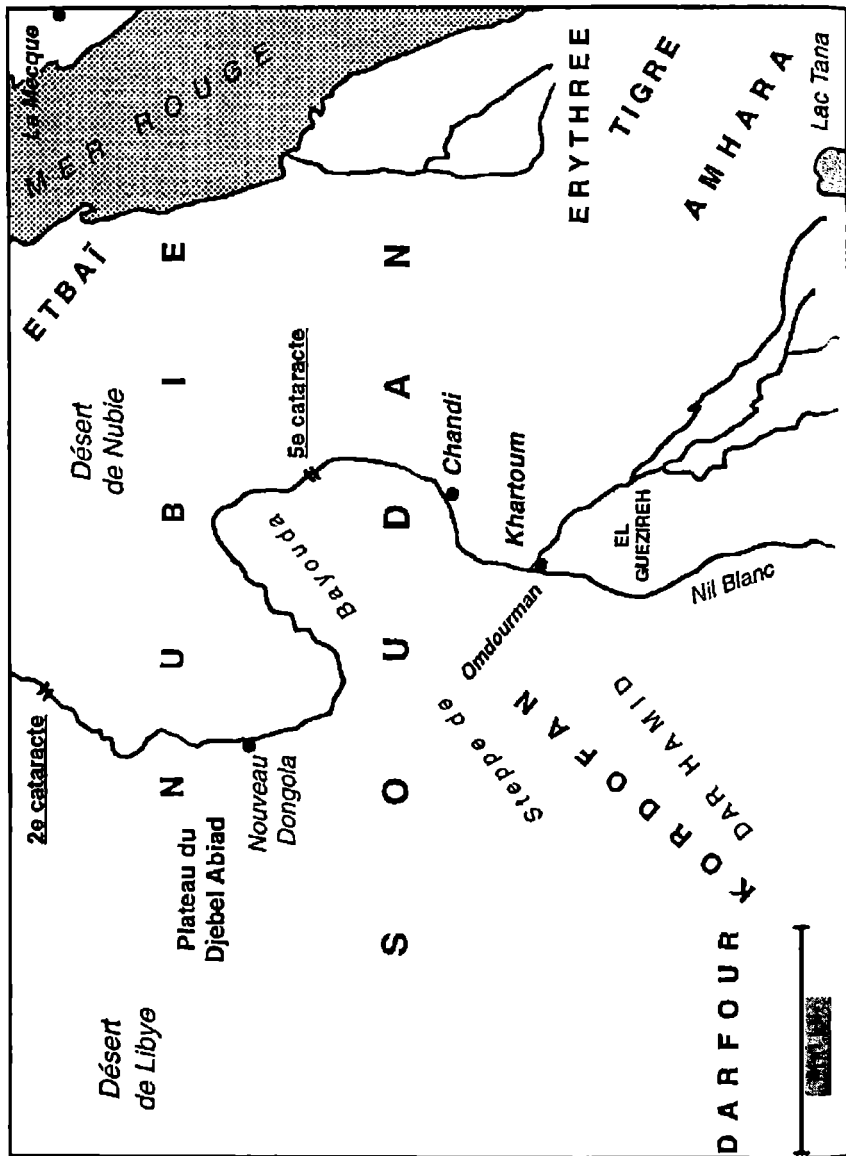 La Mecque
MER ROUGE
ETBAÏ
Désert
de Nubie
2e cataracte
NUBIE
Désert
de Libye
Plateau du
Djebel Abiad
Nouveau
Dongola
Bayouda
5e cataracte
SOUDAN
Chandi
ERYTHREE
TIGRE
AMHARA
Lac Tana
Khartoum
Omdourman
EL
GUEZIREH
Nil Blanc
Steppe de
KORDOFAN
DAR HAMID
DARFOUR